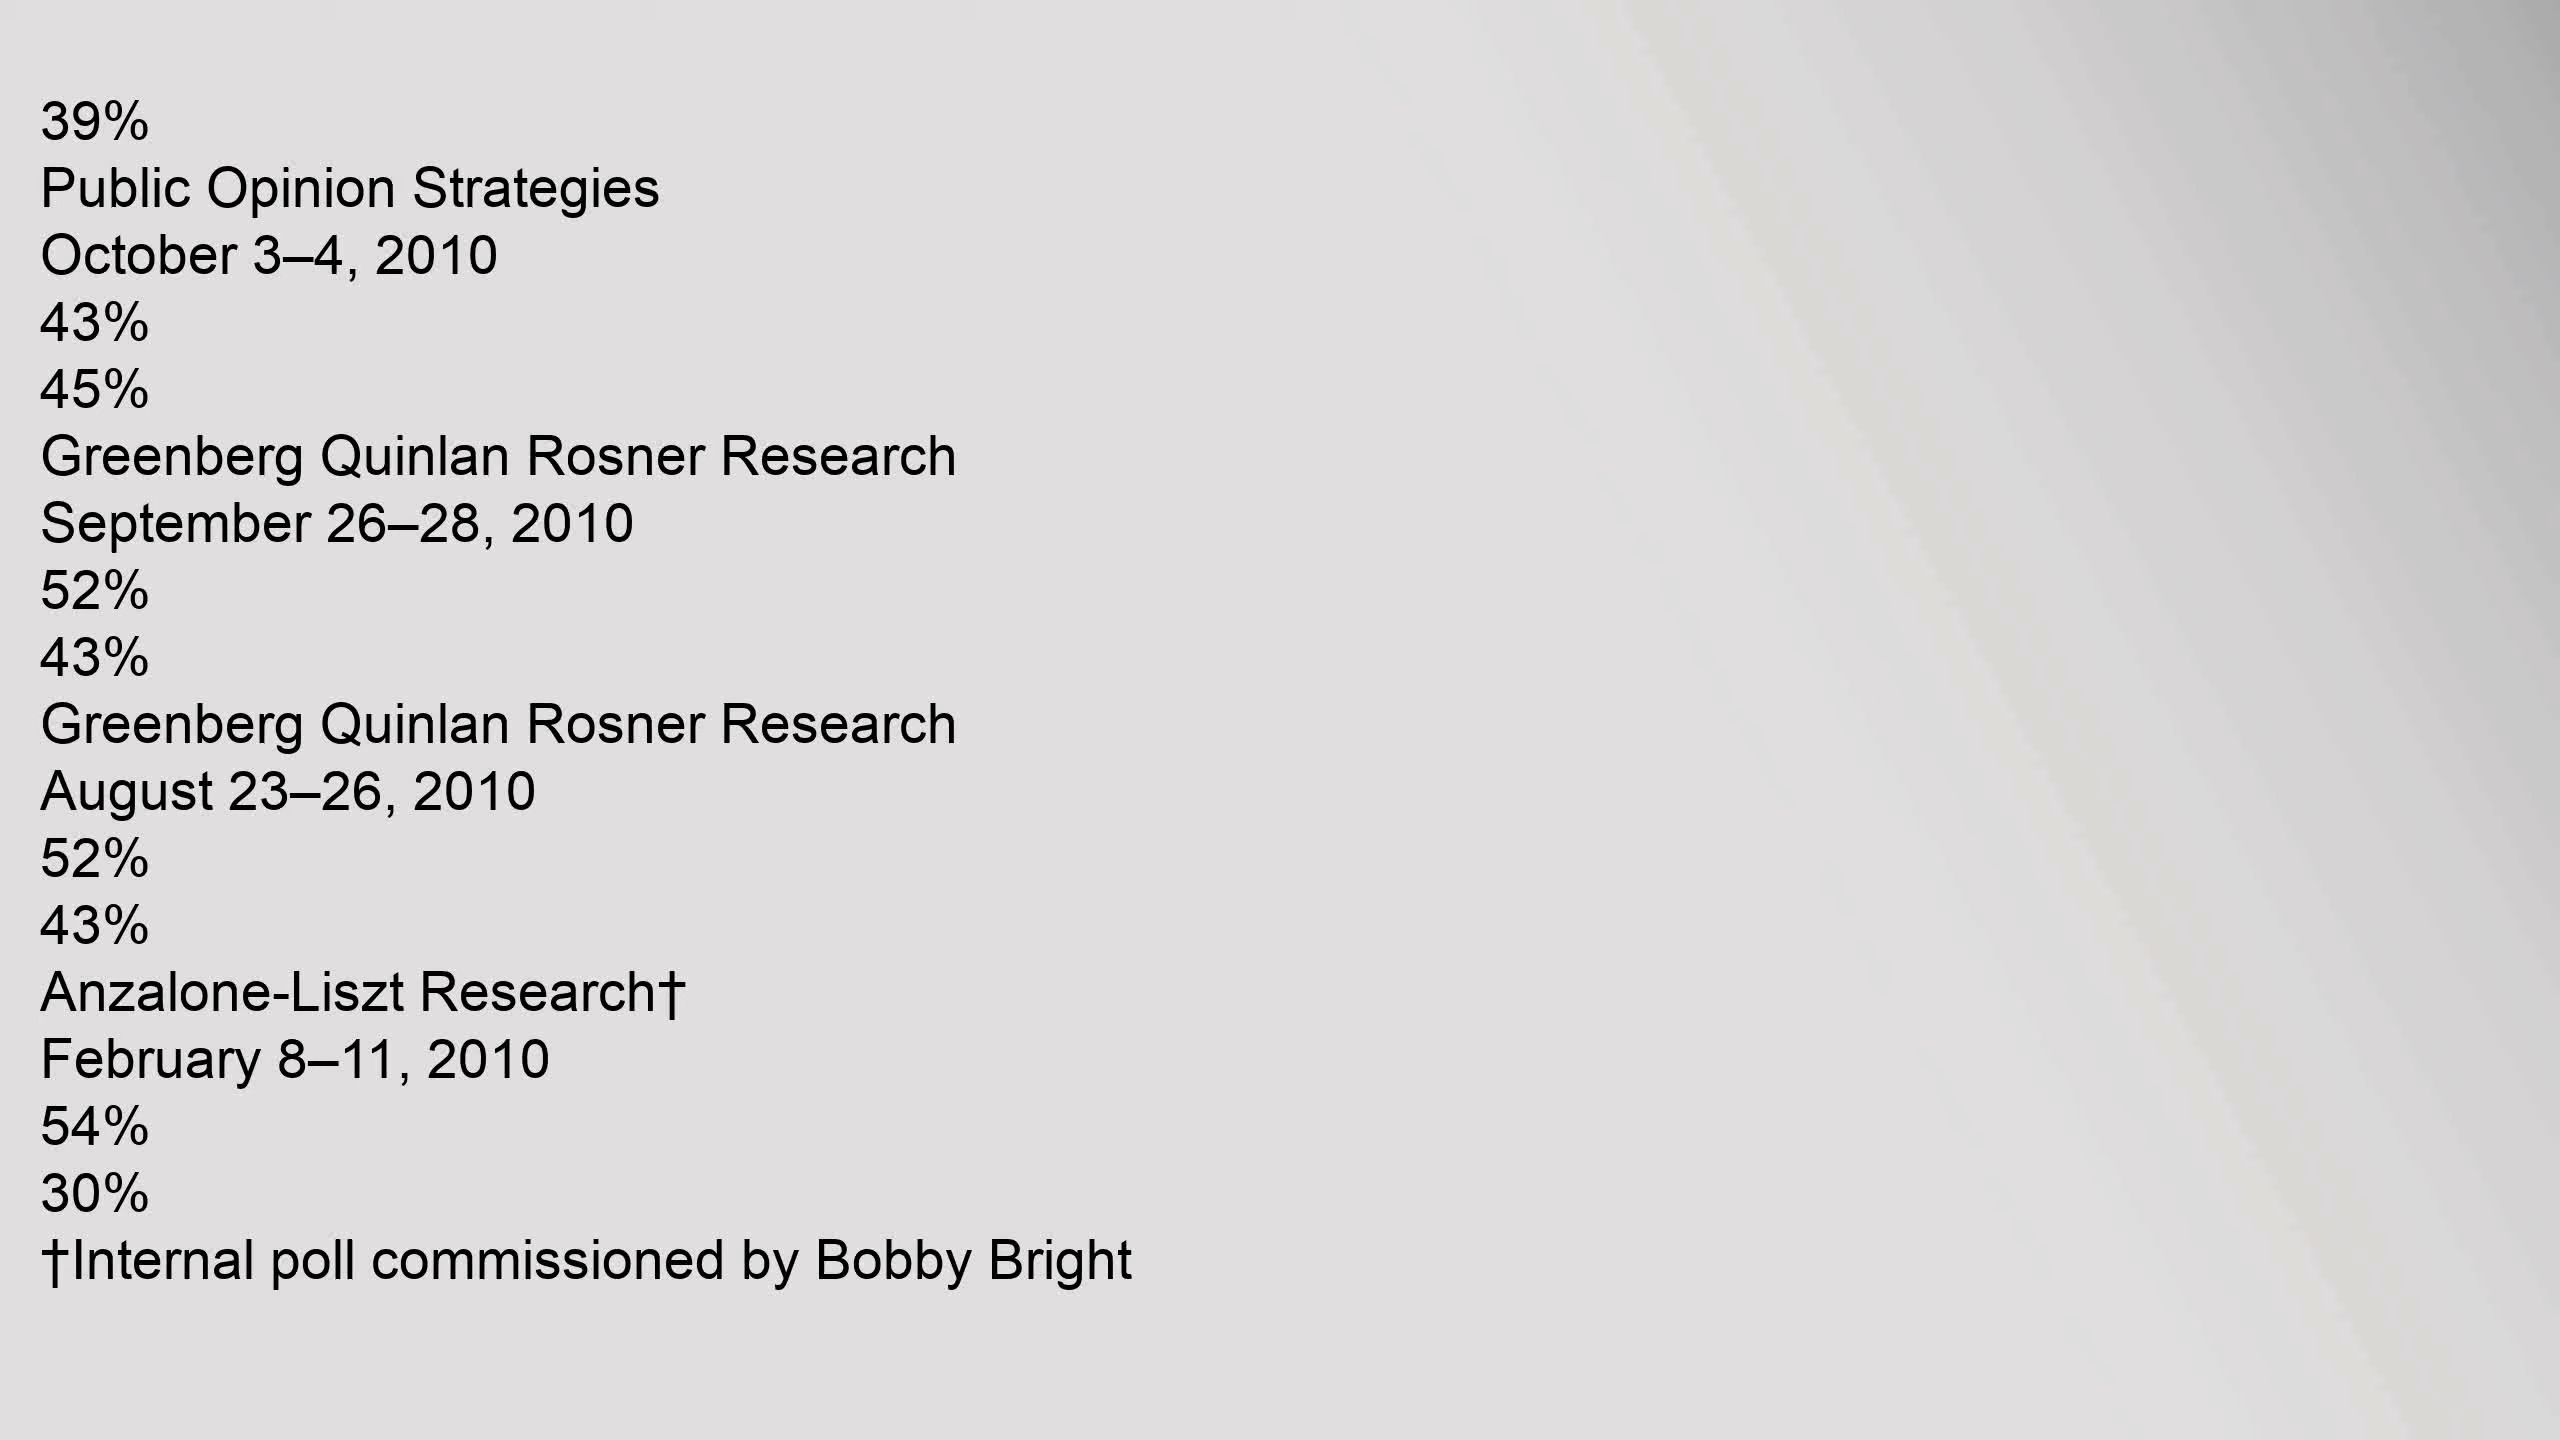 39%
Public Opinion Strategies
October 3–4, 2010
43%
45%
Greenberg Quinlan Rosner Research
September 26–28, 2010
52%
43%
Greenberg Quinlan Rosner Research
August 23–26, 2010
52%
43%
Anzalone-Liszt Research†
February 8–11, 2010
54%
30%
†Internal poll commissioned by Bobby Bright